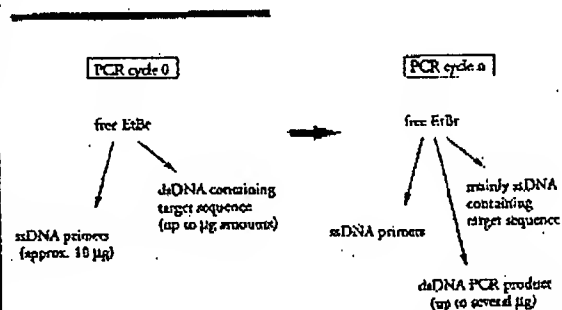 PCR cycle 0
free EtBr
dsDNA containing
target sequence
(up to µg amounts)
ssDNA primers
(approx. 10 µg)
PCR cycle n
free EtBr
mainly ssDNA
containing
target sequence
ssDNA primers
dsDNA PCR product
(up to several µg)